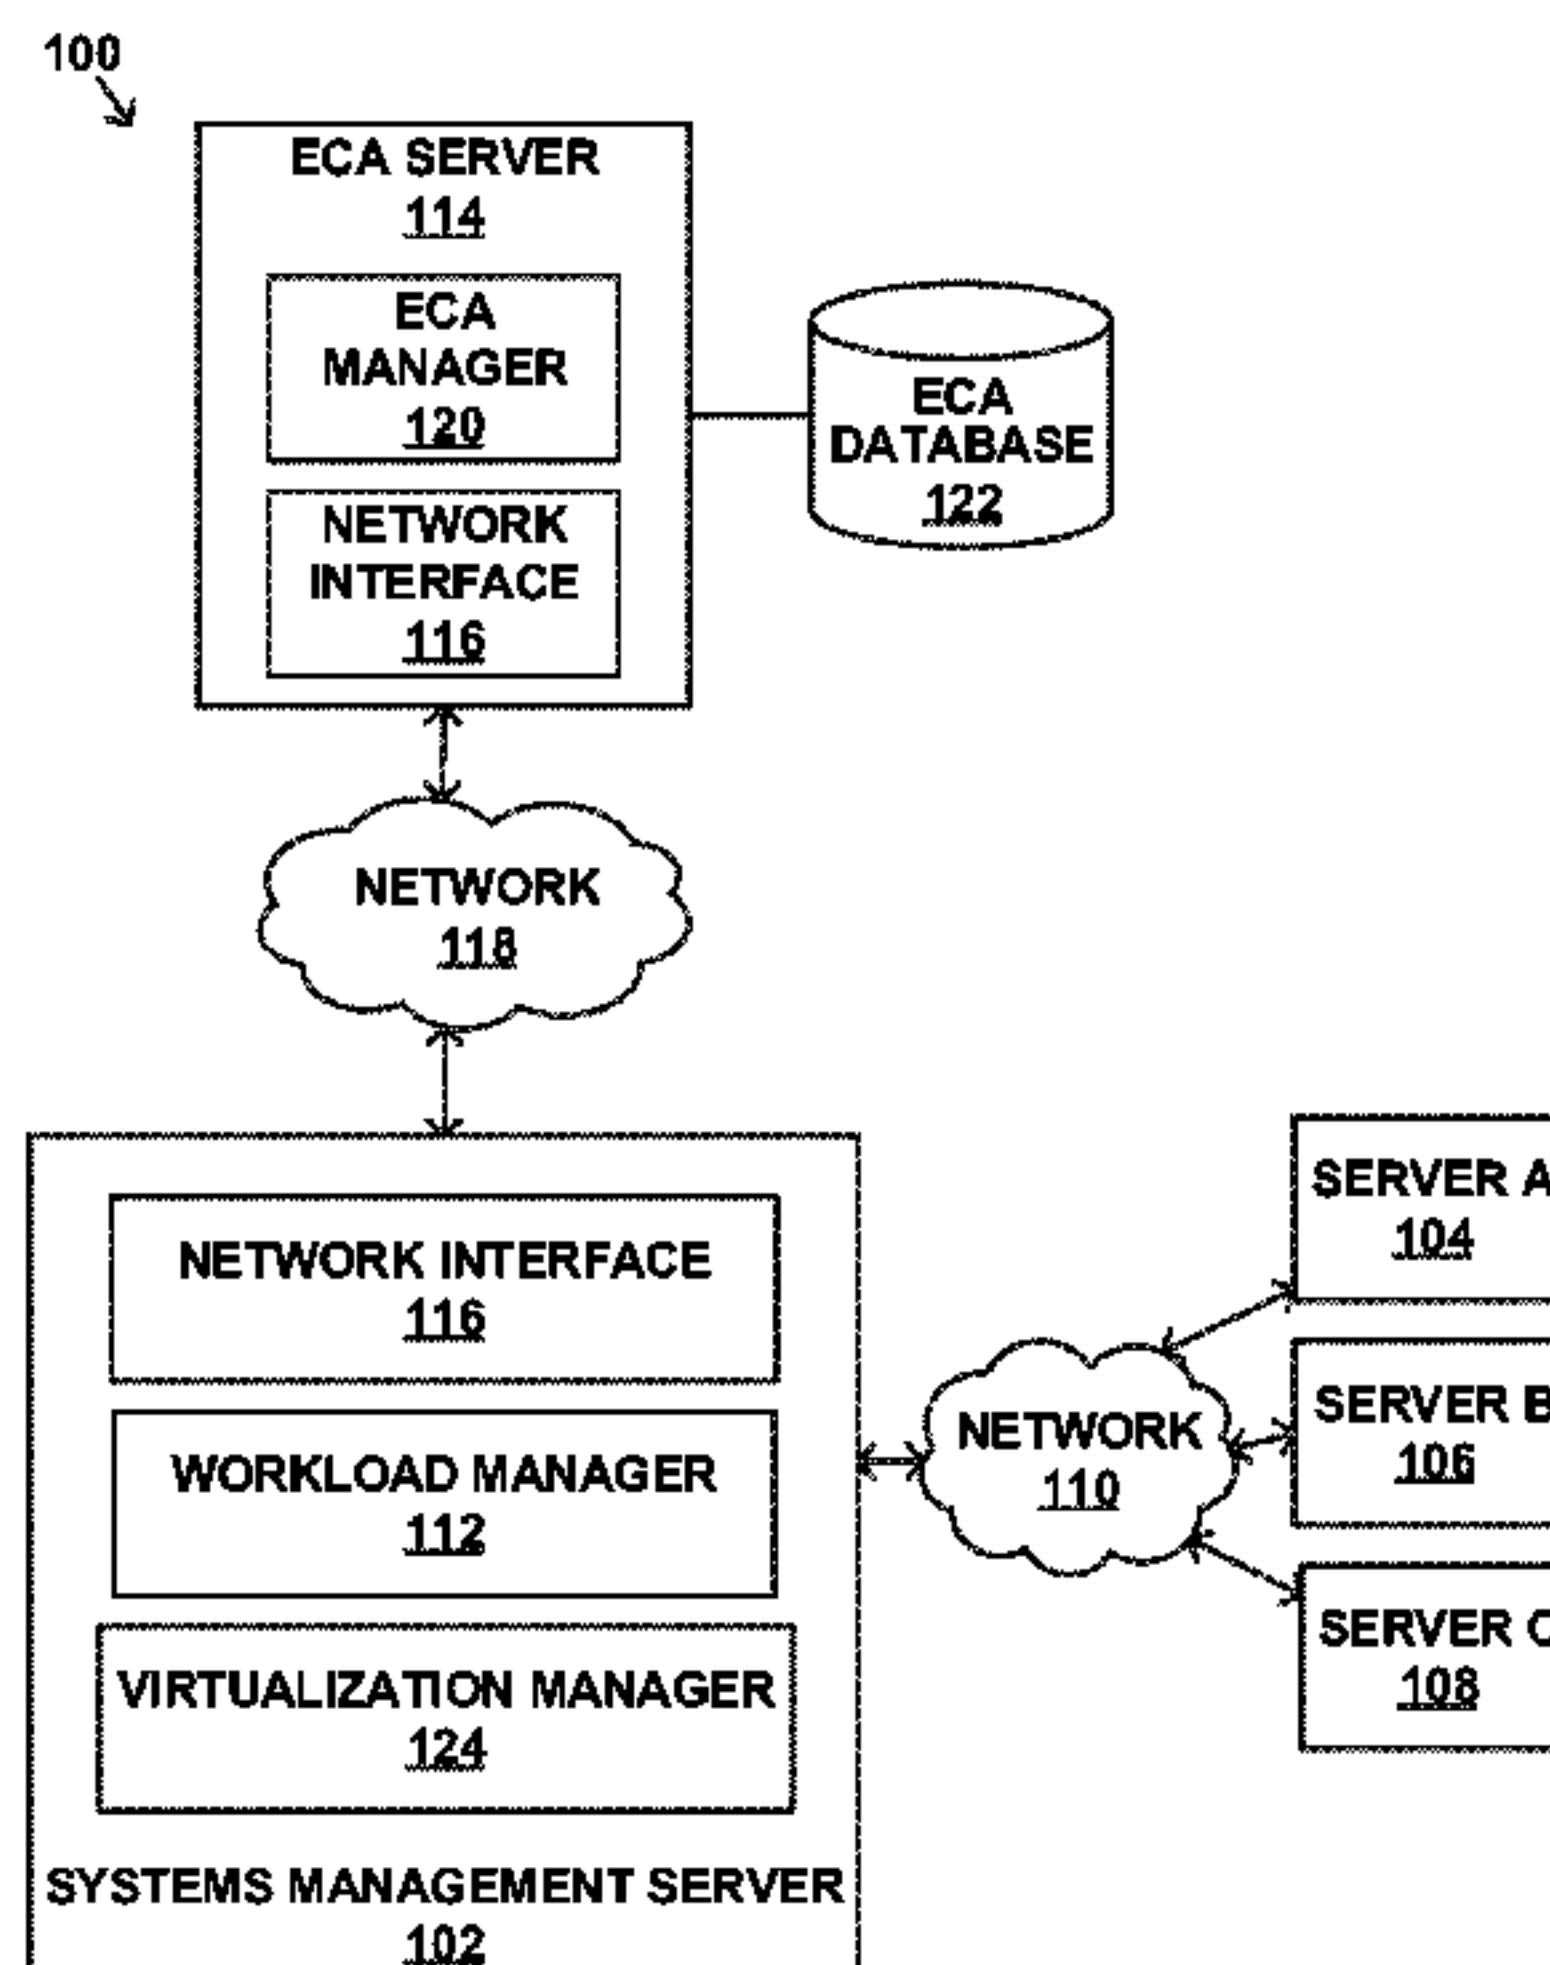 100
ECA SERVER
114
ECA
MANAGER
120
NETWORK
INTERFACE
116
ECA
DATABASE
122
NETWORK
118
NETWORK INTERFACE
116
WORKLOAD MANAGER
112
VIRTUALIZATION MANAGER
124
SYSTEMS MANAGEMENT SERVER
102
NETWORK
110
SERVER A
104
SERVER B
106
SERVER C
108